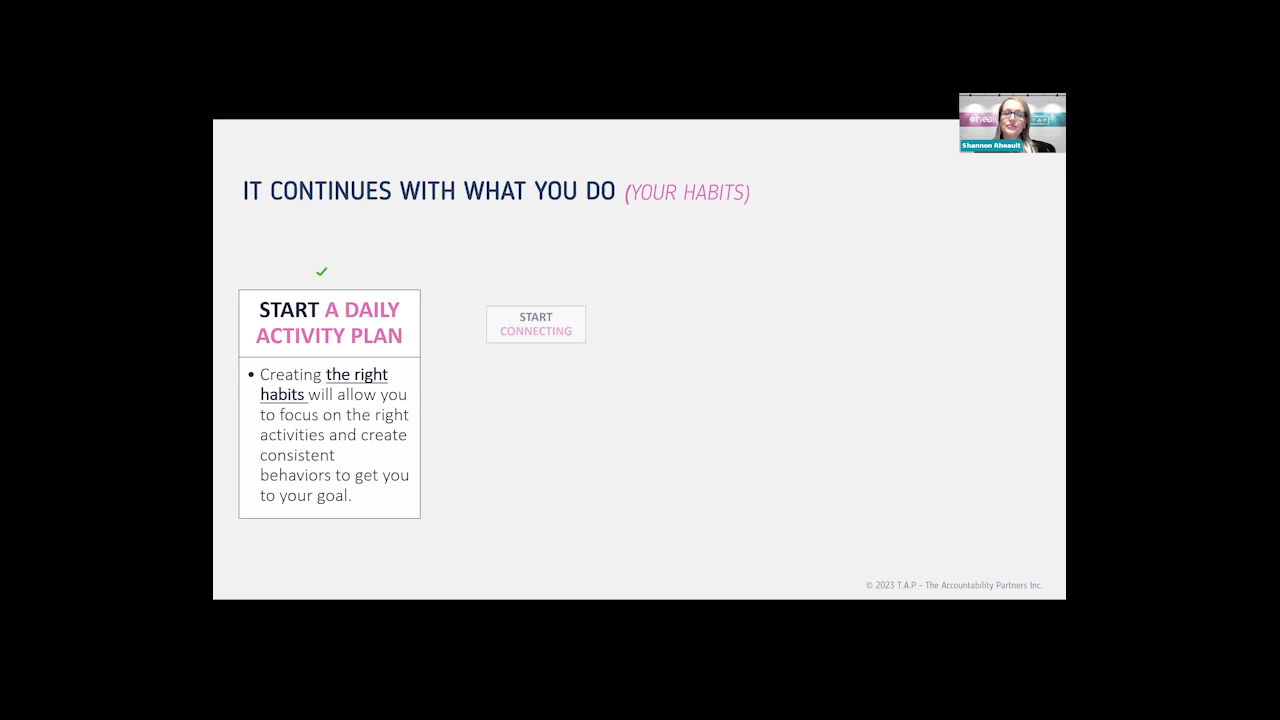 Shannon Rheault
T A P
IT CONTINUES WITH WHAT YOU DO (YOUR HABITS)
START A DAILY
ACTIVITY PLAN
• Creating the right
habits will allow you
to focus on the right
activities and create
consistent
behaviors to get you
to your goal.
START
CONNECTING
© 2023 T.A.P – The Accountability Partners Inc.